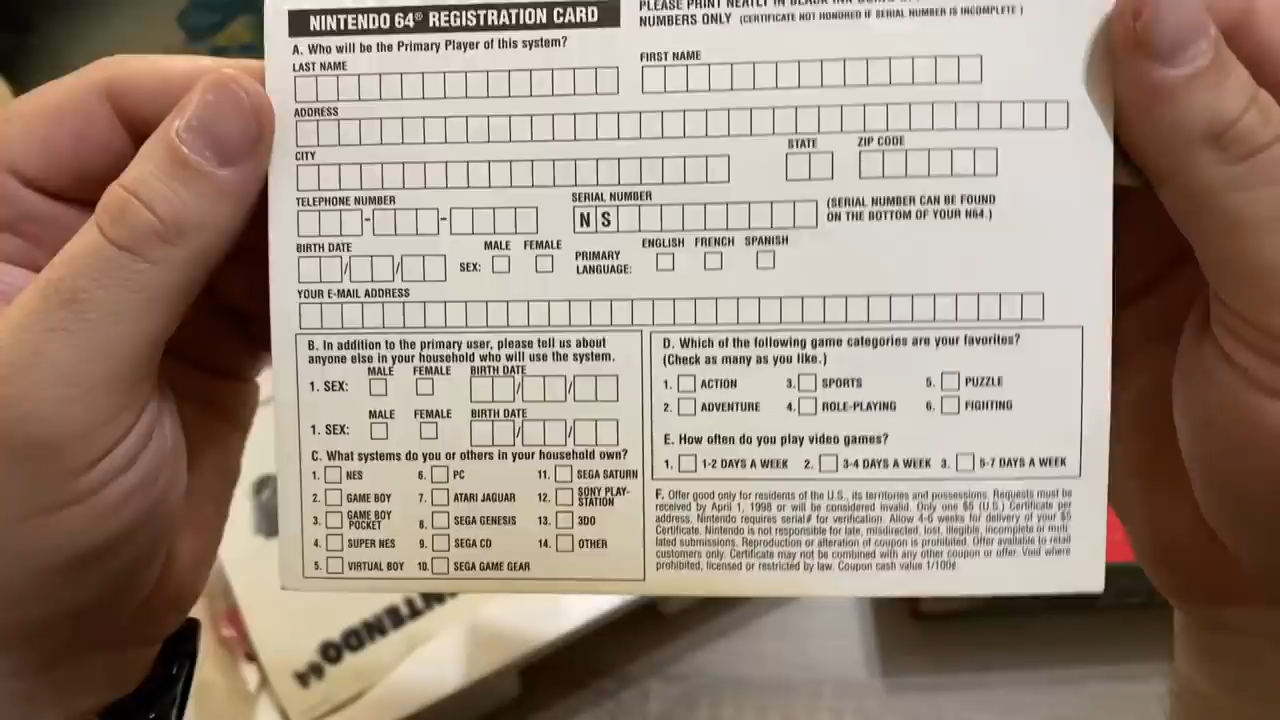 NINTENDO 64® REGISTRATION CARD
PLEASE PRINT NEATLY IN BLACK INK
NUMBERS ONLY (CERTIFICATE NOT HONORED IF SERIAL NUMBER IS INCOMPLETE)
A. Who will be the Primary Player of this system?
LAST NAME
FIRST NAME
ADDRESS
CITY
STATE
ZIP CODE
TELEPHONE NUMBER
SERIAL NUMBER
- -
N S
(SERIAL NUMBER CAN BE FOUND
ON THE BOTTOM OF YOUR N64.)
BIRTH DATE
/ /
SEX:
MALE FEMALE
PRIMARY
LANGUAGE:
ENGLISH FRENCH SPANISH
YOUR E-MAIL ADDRESS
B. In addition to the primary user, please tell us about
anyone else in your household who will use the system.
MALE FEMALE BIRTH DATE
1. SEX: / /
MALE FEMALE BIRTH DATE
1. SEX: / /
C. What systems do you or others in your household own?
1. NES
2. GAME BOY
3. GAME BOY
POCKET
4. SUPER NES
5. VIRTUAL BOY
6. PC
7. ATARI JAGUAR
8. SEGA GENESIS
9. SEGA CD
10. SEGA GAME GEAR
11. SEGA SATURN
12. SONY PLAY-
STATION
13. 3DO
14. OTHER
D. Which of the following game categories are your favorites?
(Check as many as you like.)
1. ACTION 3. SPORTS 5. PUZZLE
2. ADVENTURE 4. ROLE-PLAYING 6. FIGHTING
E. How often do you play video games?
1. 1-2 DAYS A WEEK 2. 3-4 DAYS A WEEK 3. 5-7 DAYS A WEEK
F. Offer good only for residents of the U.S., its territories and possessions. Requests must be
received by April 1, 1998 or will be considered invalid. Only one $5 (U.S.) Certificate per
address. Nintendo requires serial# for verification. Allow 4-6 weeks for delivery of your $5
Certificate. Nintendo is not responsible for late, misdirected, lost, illegible, incomplete or muti-
lated submissions. Reproduction or alteration of coupon is prohibited. Offer available to retail
customers only. Certificate may not be combined with any other coupon or offer. Void where
prohibited, licensed or restricted by law. Coupon cash value 1/100¢
NINTENDO 64